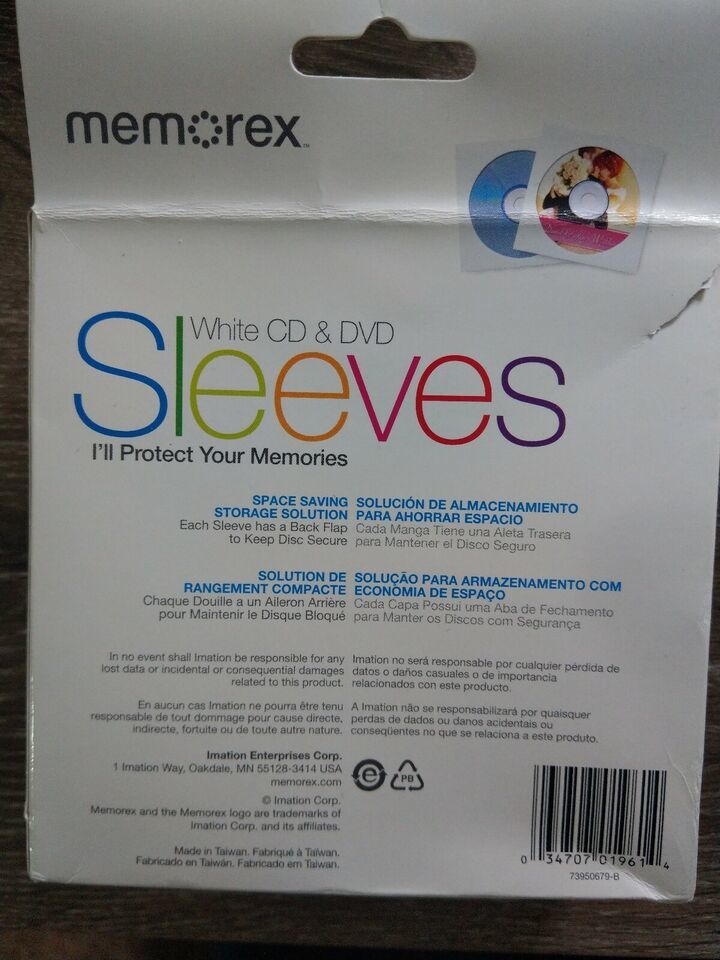 memorex™
White CD & DVD
Sleeves
I'll Protect Your Memories
SPACE SAVING
STORAGE SOLUTION
Each Sleeve has a Back Flap
to Keep Disc Secure
SOLUCIÓN DE ALMACENAMIENTO
PARA AHORRAR ESPACIO
Cada Manga Tiene una Aleta Trasera
para Mantener el Disco Seguro
SOLUTION DE
RANGEMENT COMPACTE
Chaque Douille a un Aileron Arrière
pour Maintenir le Disque Bloqué
SOLUÇÃO PARA ARMAZENAMENTO COM
ECONOMIA DE ESPAÇO
Cada Capa Possui uma Aba de Fechamento
para Manter os Discos com Segurança
In no event shall Imation be responsible for any
lost data or incidental or consequential damages
related to this product.
Imation no será responsable por cualquier pérdida de
datos o daños casuales o de importancia
relacionados con este producto.
En aucun cas Imation ne pourra être tenu
responsable de tout dommage pour cause directe,
indirecte, fortuite ou de toute autre nature.
A Imation não se responsabilizará por quaisquer
perdas de dados ou danos acidentais ou
conseqüentes no que se relaciona a este produto.
Imation Enterprises Corp.
1 Imation Way, Oakdale, MN 55128-3414 USA
memorex.com
© Imation Corp.
Memorex and the Memorex logo are trademarks of
Imation Corp. and its affiliates.
Made in Taiwan. Fabriqué à Taïwan.
Fabricado en Taiwán. Fabricado em Taiwan.
e
PB
0 34707 01961 4
73950679-B